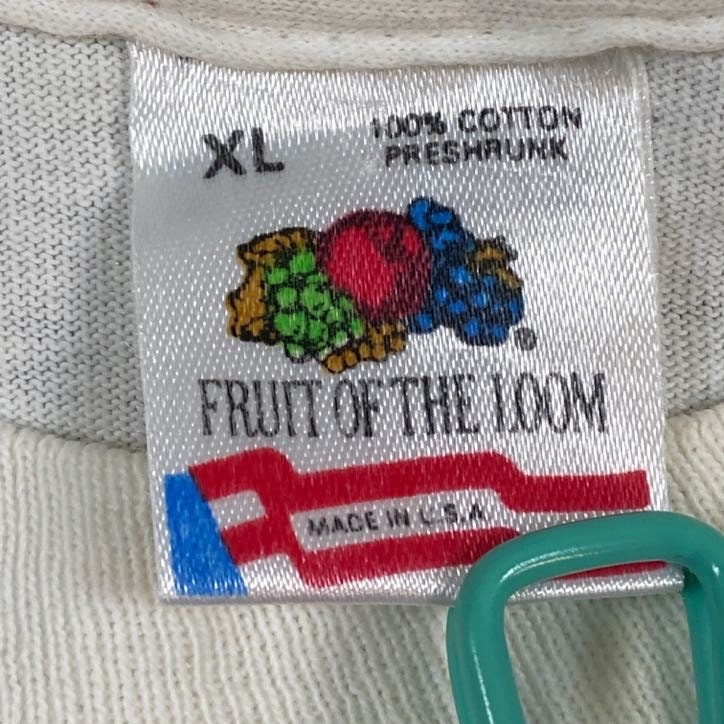 XL
100% COTTON
PRESHRUNK
®
FRUIT OF THE LOOM
MADE IN U.S.A.